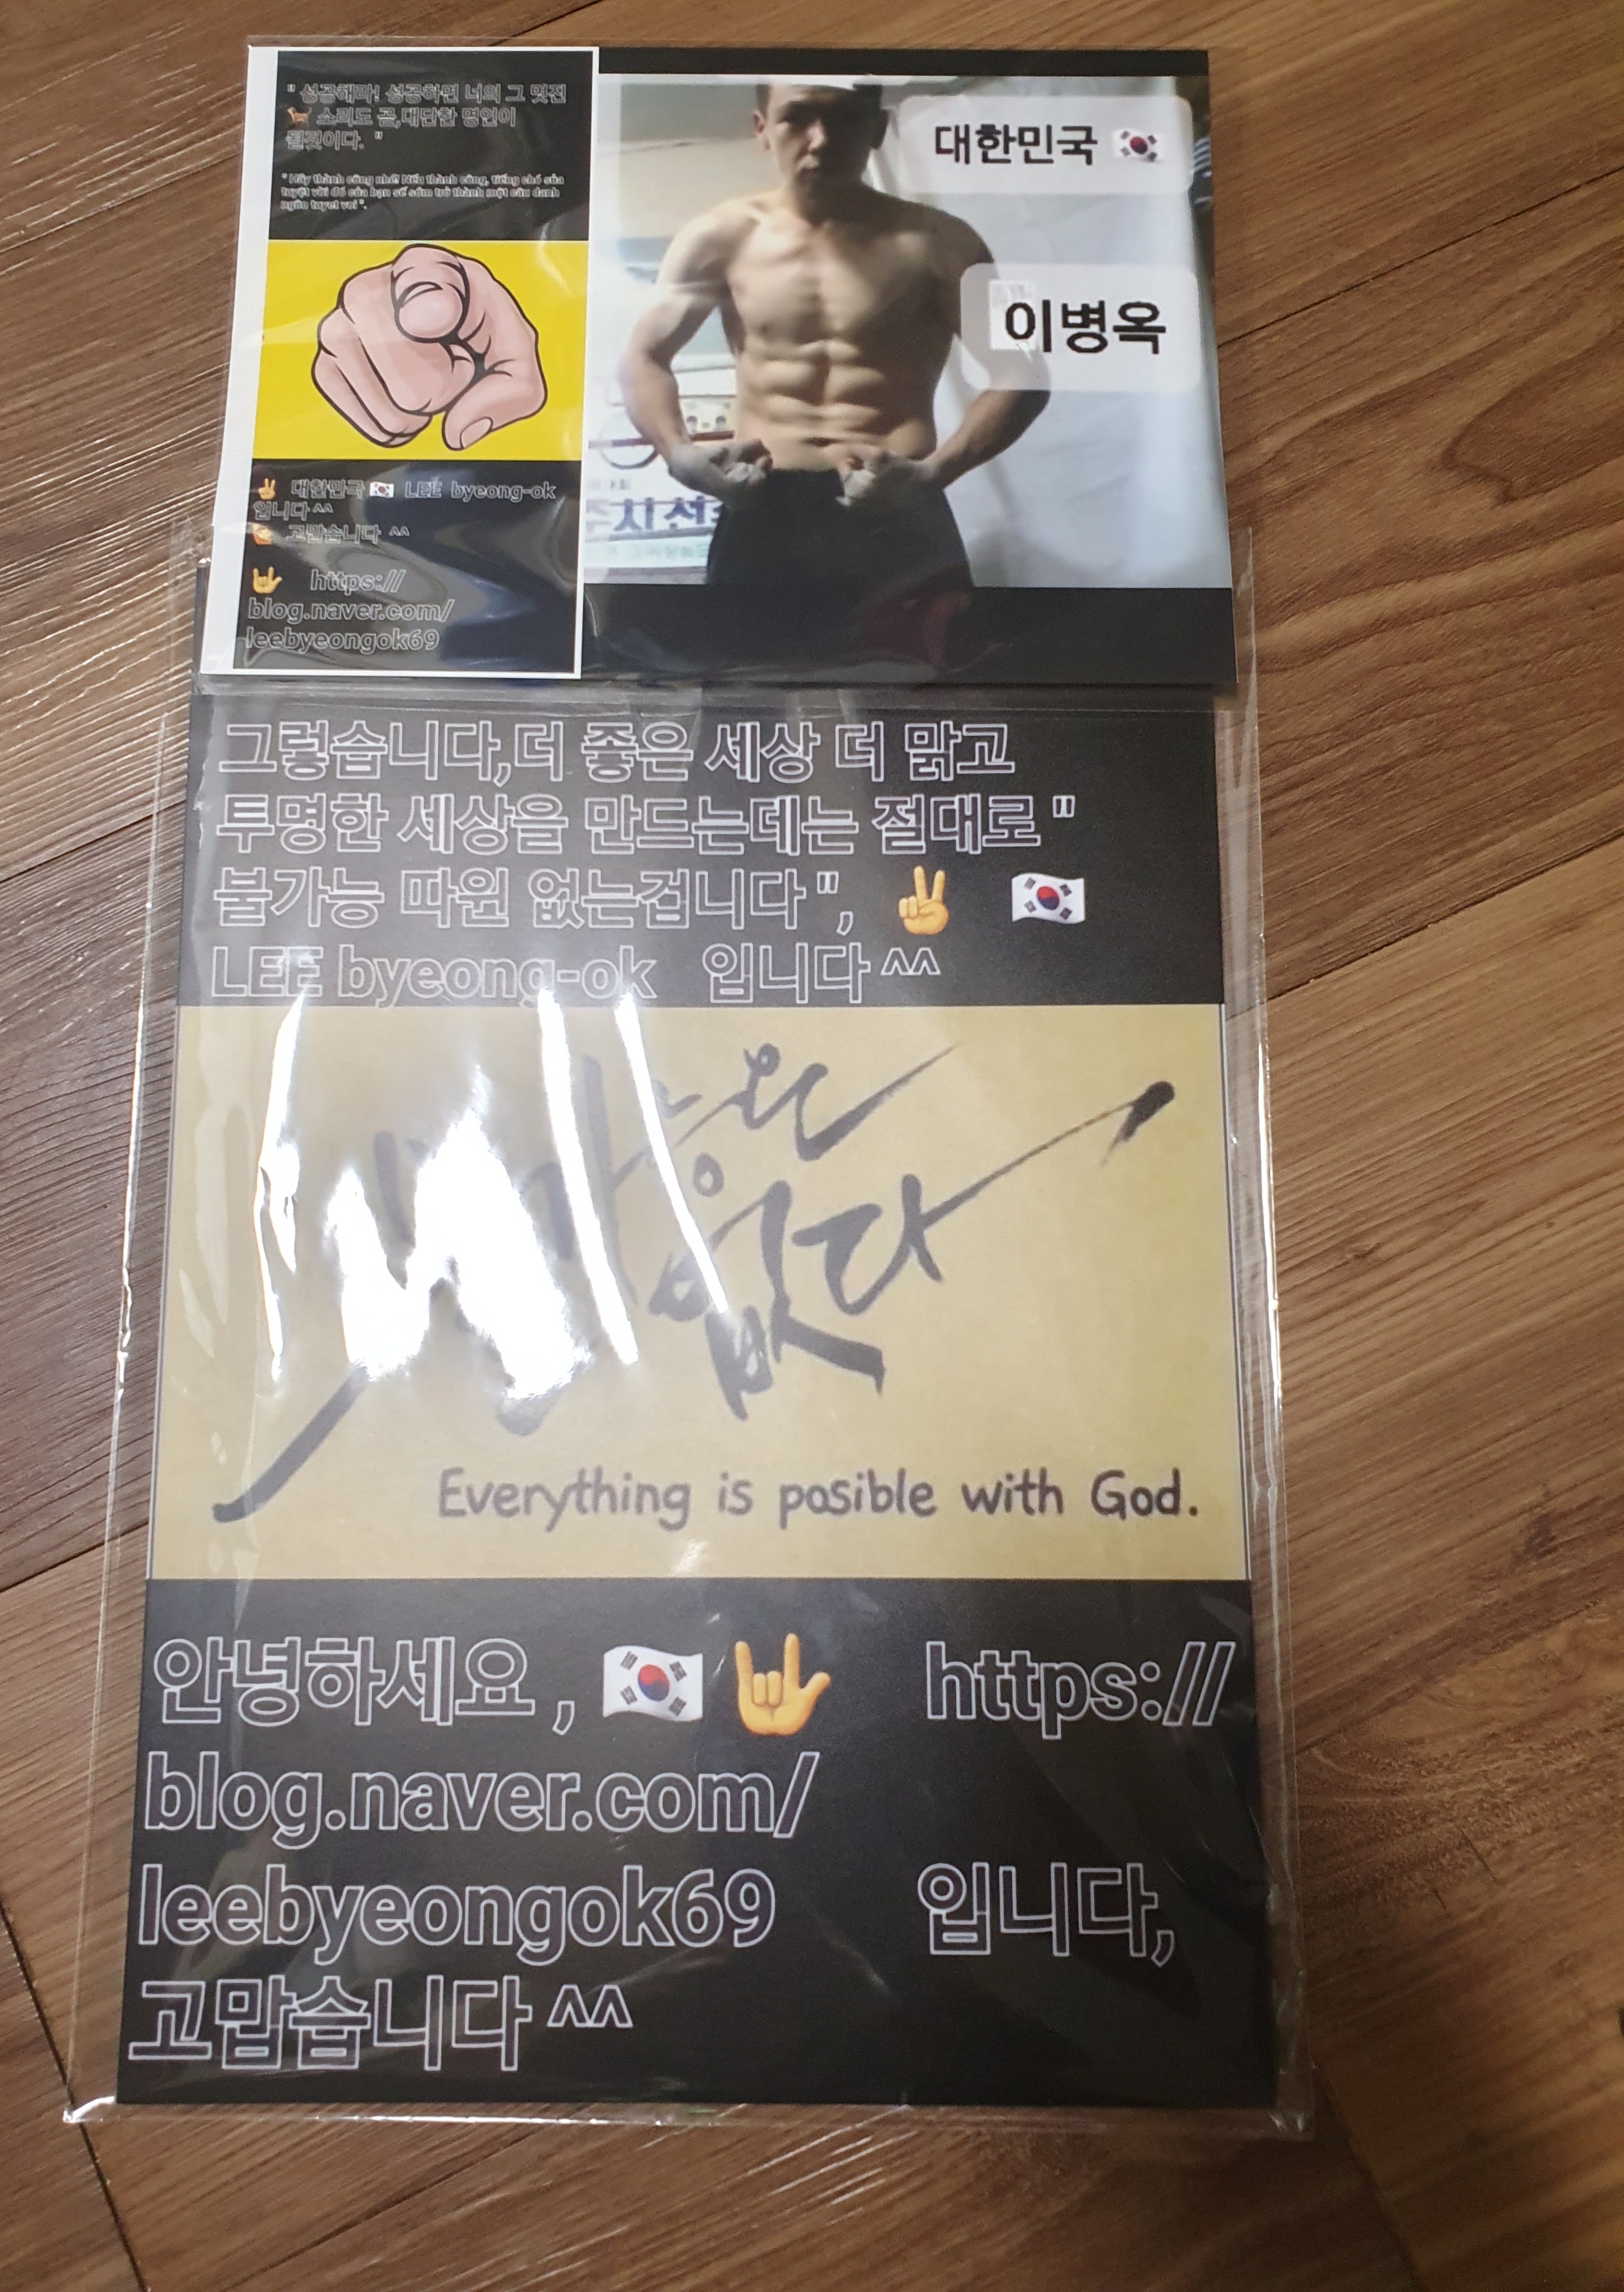 " 성공해라! 성공하면 너의 그 멋진
🐕 소리도 곧,대단한 명언이
될것이다. "
" Hãy thành công nhé! Nếu thành công, tiếng chó sủa
tuyệt vời đó của bạn sẽ sớm trở thành một câu danh
ngôn tuyet voi ".
✌ 대한민국🇰🇷 LEE byeong-ok
입니다^^
고맙습니다 ^^
🤟 https://
blog.naver.com/
leebyeongok69
대한민국 🇰🇷
이병옥
시선
그렇습니다,더 좋은 세상 더 맑고
투명한 세상을 만드는데는 절대로 "
불가능 따윈 없는겁니다 ", ✌ 🇰🇷
LEE byeong-ok 입니다^^
없다
Everything is posible with God.
안녕하세요 , 🇰🇷 🤟 https://
blog.naver.com/
leebyeongok69 입니다,
고맙습니다 ^^